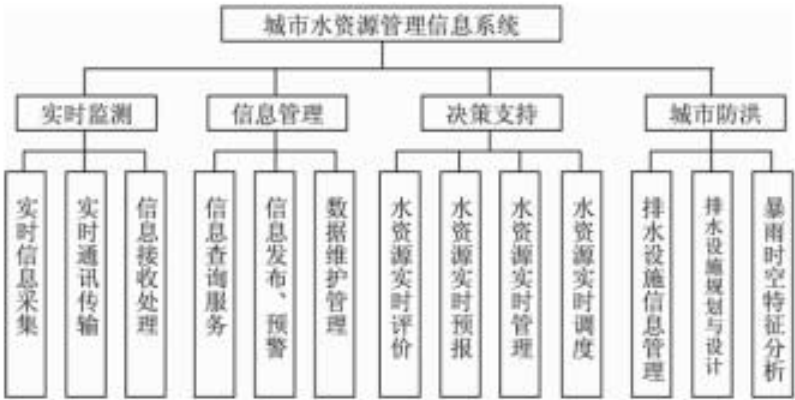 城市水资源管理信息系统
实时监测
信息管理
决策支持
城市防洪
实时信息采集
实时通讯传输
信息接收处理
信息查询服务
信息发布、预警
数据维护管理
水资源实时评价
水资源实时预报
水资源实时管理
水资源实时调度
排水设施信息管理
排水设施规划与设计
暴雨时空特征分析